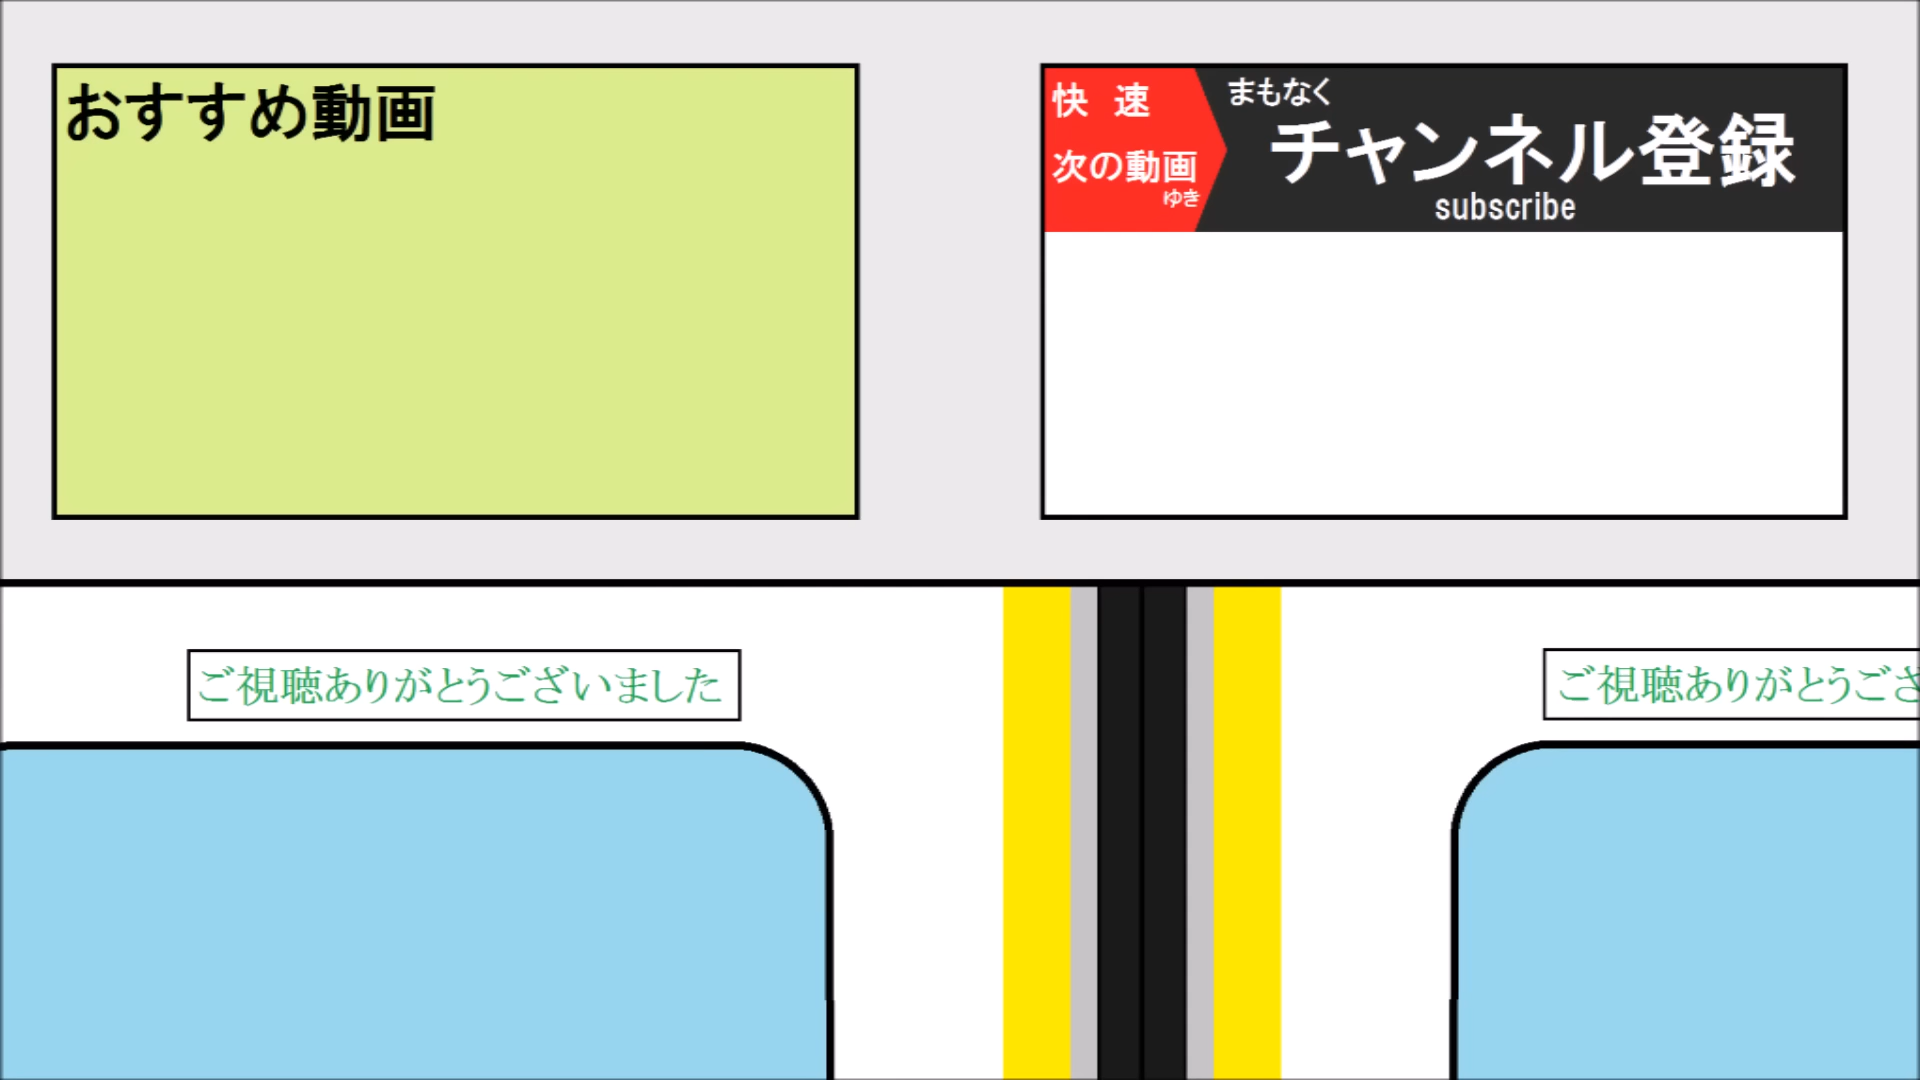 おすすめ動画
快速
次の動画
ゆき
まもなく
チャンネル登録
subscribe
ご視聴ありがとうございました
ご視聴ありがとうござ